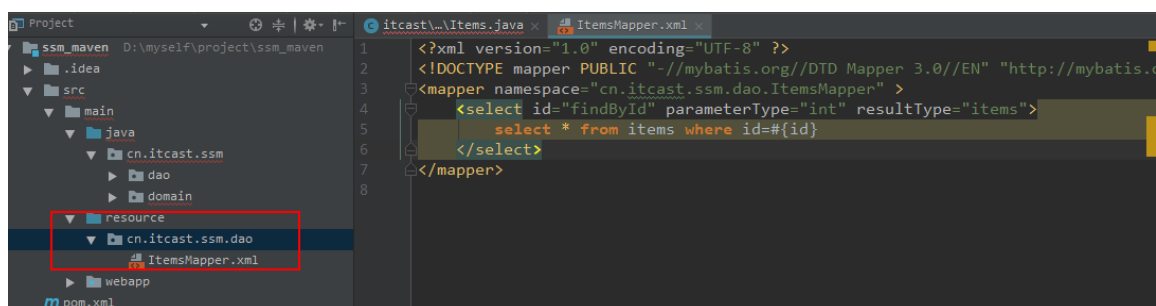 Project
itcast\...\Items.java
ItemsMapper.xml
ssm_maven D:\myself\project\ssm_maven
.idea
src
main
java
cn.itcast.ssm
dao
domain
resource
cn.itcast.ssm.dao
ItemsMapper.xml
webapp
pom.xml
1 <?xml version="1.0" encoding="UTF-8" ?>
2 <!DOCTYPE mapper PUBLIC "-//mybatis.org//DTD Mapper 3.0//EN" "http://mybatis.
3 <mapper namespace="cn.itcast.ssm.dao.ItemsMapper" >
4 <select id="findById" parameterType="int" resultType="items">
5 select * from items where id=#{id}
6 </select>
7 </mapper>
8